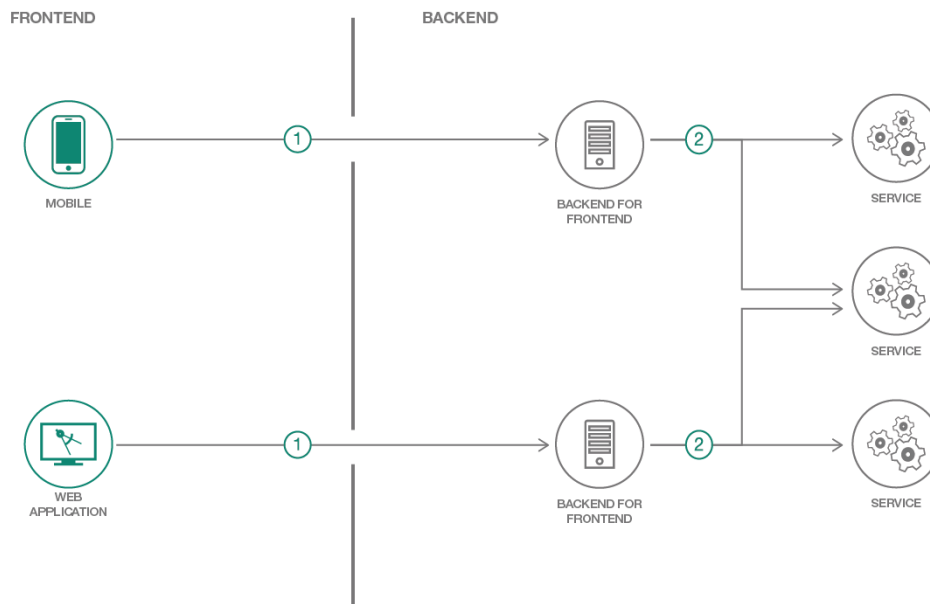 FRONTEND
BACKEND
1
2
MOBILE
BACKEND FOR
FRONTEND
SERVICE
SERVICE
1
2
WEB
APPLICATION
BACKEND FOR
FRONTEND
SERVICE